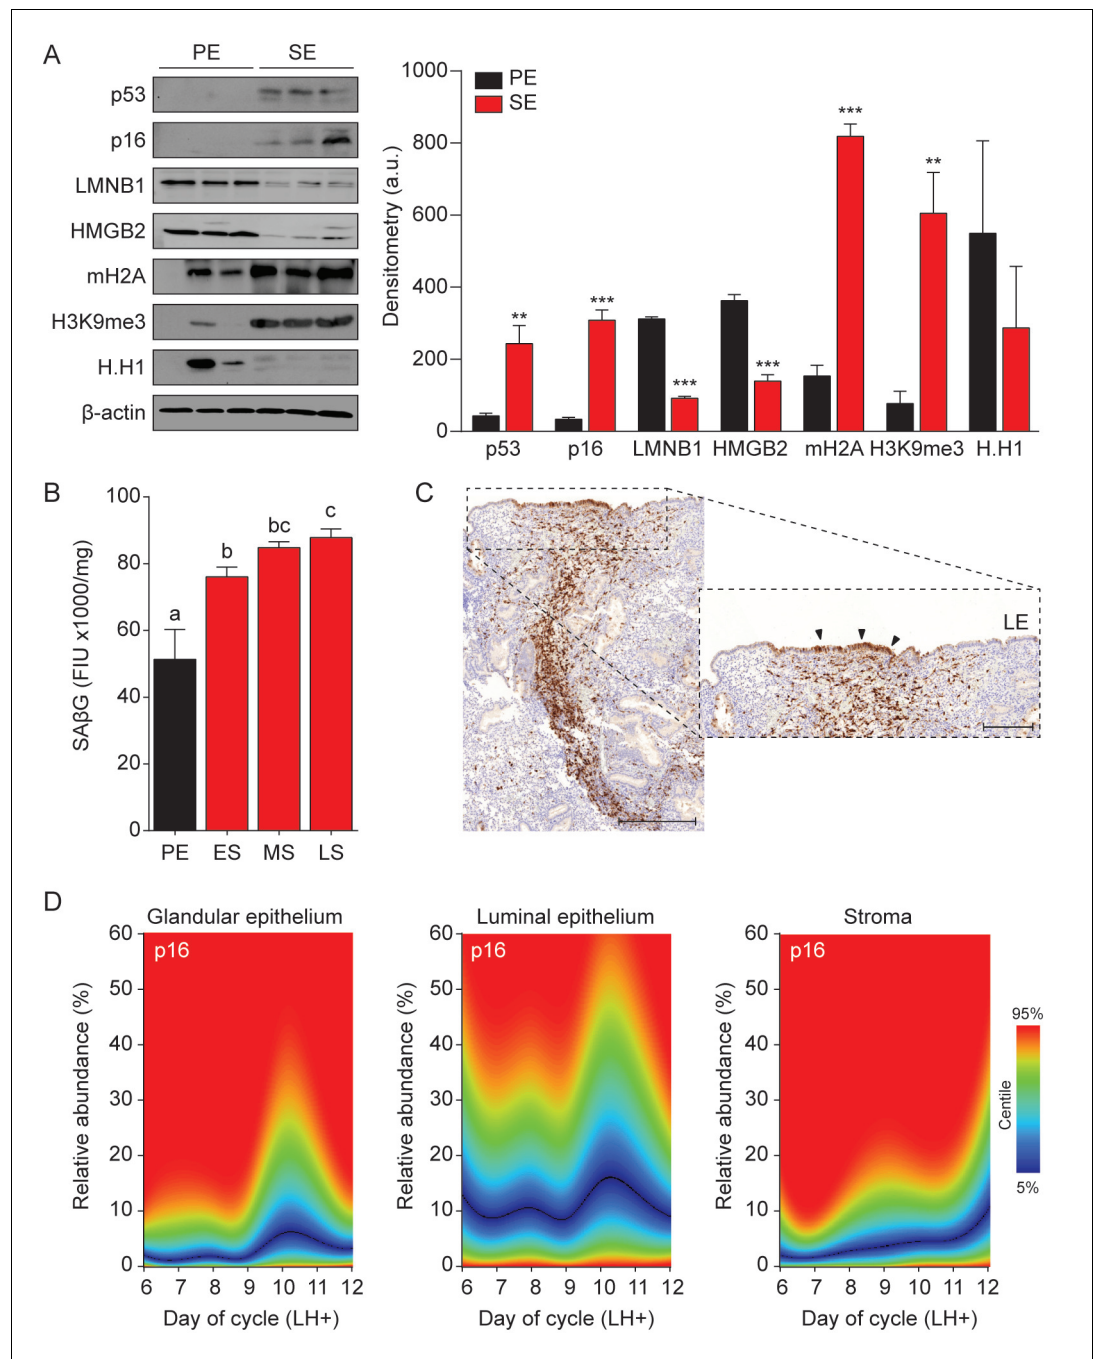 A
PE SE
p53
p16
LMNB1
HMGB2
mH2A
H3K9me3
H.H1
β-actin
Densitometry (a.u.)
1000
800
600
400
200
0
PE
SE
** *** *** *** *** **
p53 p16 LMNB1 HMGB2 mH2A H3K9me3 H.H1
B
SAβG (FIU x1000/mg)
100
80
60
40
20
0
a b bc c
PE ES MS LS
C
LE
D
Glandular epithelium
p16
Relative abundance (%)
60
50
40
30
20
10
0
6 7 8 9 10 11 12
Day of cycle (LH+)
Luminal epithelium
p16
Relative abundance (%)
60
50
40
30
20
10
0
6 7 8 9 10 11 12
Day of cycle (LH+)
Stroma
p16
Relative abundance (%)
60
50
40
30
20
10
0
6 7 8 9 10 11 12
Day of cycle (LH+)
95%
Centile
5%